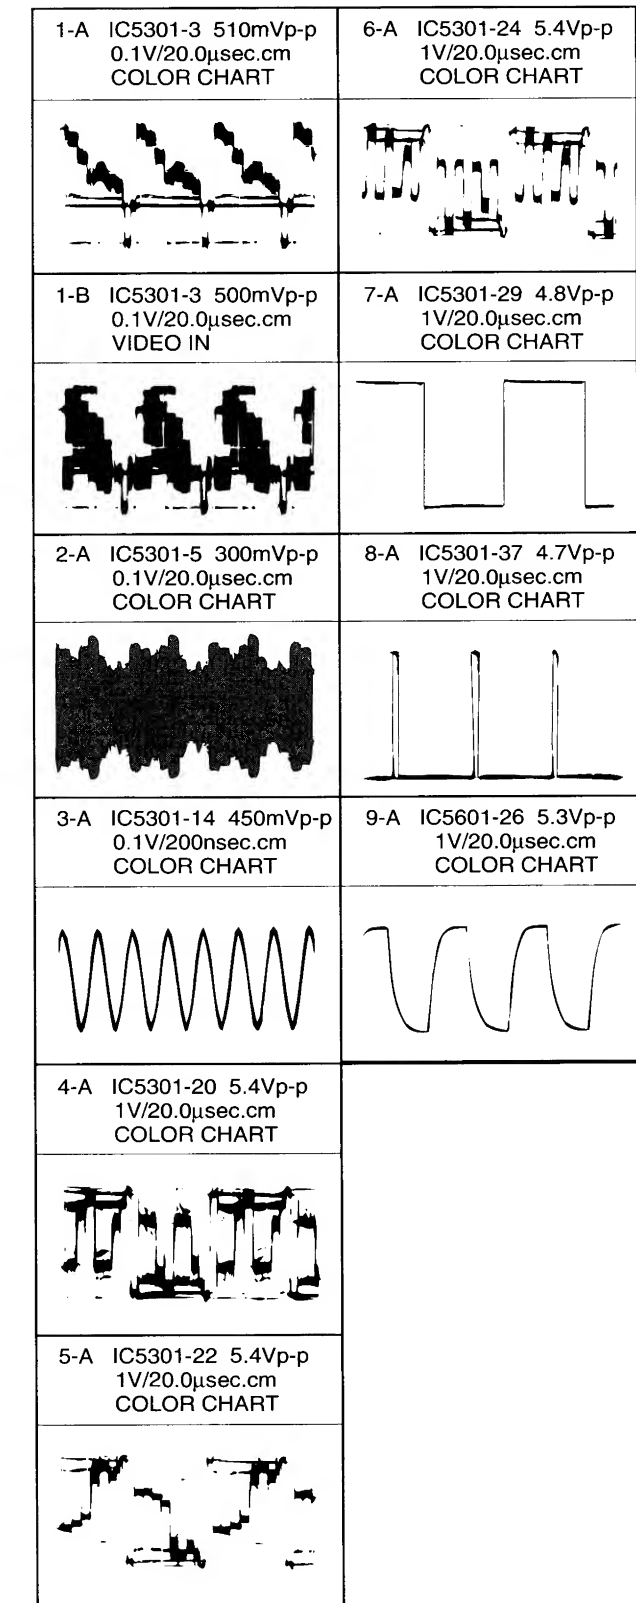 1-A IC5301-3 510mVp-p
0.1V/20.0μsec.cm
COLOR CHART
1-B IC5301-3 500mVp-p
0.1V/20.0μsec.cm
VIDEO IN
2-A IC5301-5 300mVp-p
0.1V/20.0μsec.cm
COLOR CHART
3-A IC5301-14 450mVp-p
0.1V/200nsec.cm
COLOR CHART
4-A IC5301-20 5.4Vp-p
1V/20.0μsec.cm
COLOR CHART
5-A IC5301-22 5.4Vp-p
1V/20.0μsec.cm
COLOR CHART
6-A IC5301-24 5.4Vp-p
1V/20.0μsec.cm
COLOR CHART
7-A IC5301-29 4.8Vp-p
1V/20.0μsec.cm
COLOR CHART
8-A IC5301-37 4.7Vp-p
1V/20.0μsec.cm
COLOR CHART
9-A IC5601-26 5.3Vp-p
1V/20.0μsec.cm
COLOR CHART